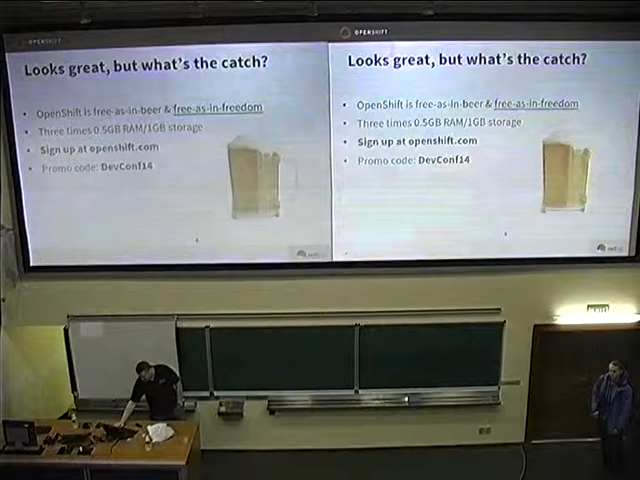 OPENSHIFT
Looks great, but what's the catch?
• OpenShift is free-as-in-beer & free-as-in-freedom
• Three times 0.5GB RAM/1GB storage
• Sign up at openshift.com
• Promo code: DevConf14
OPENSHIFT
Looks great, but what's the catch?
• OpenShift is free-as-in-beer & free-as-in-freedom
• Three times 0.5GB RAM/1GB storage
• Sign up at openshift.com
• Promo code: DevConf14